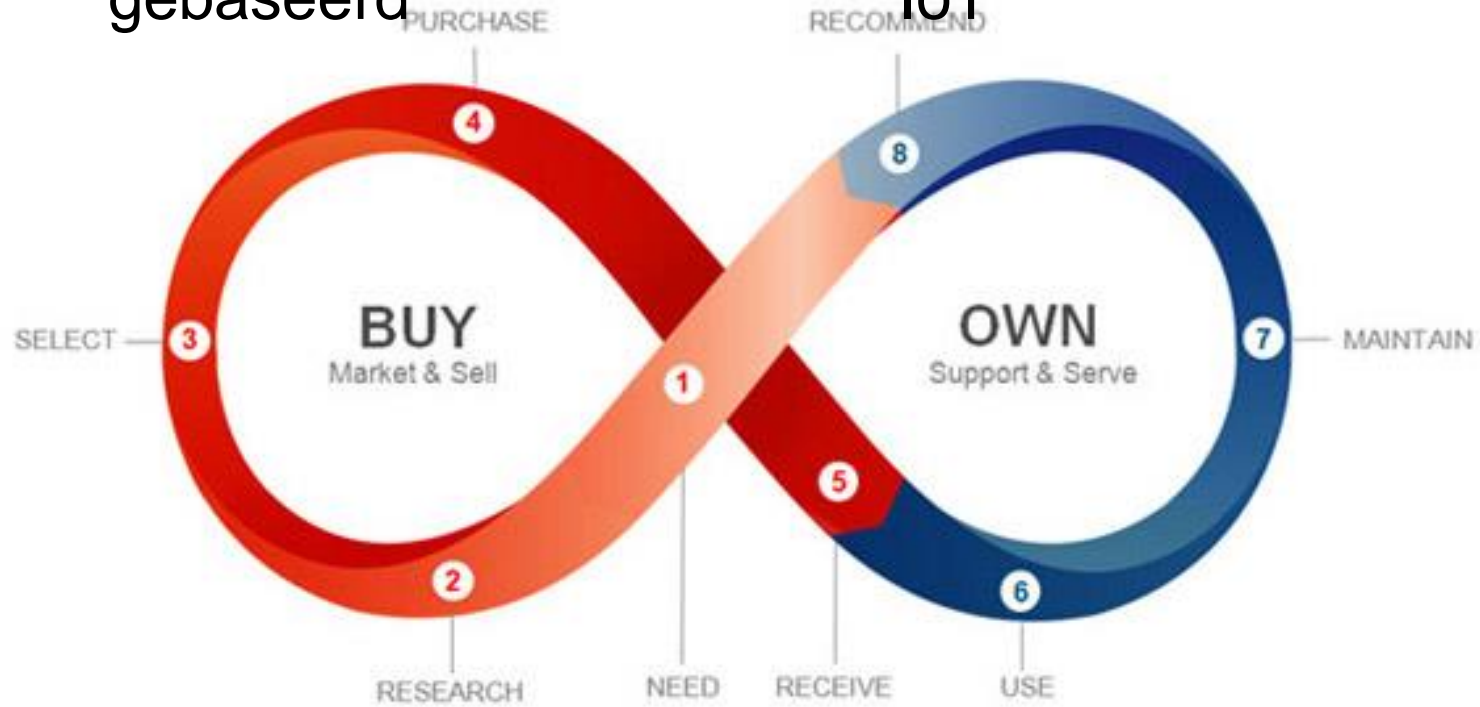 gebaseerd
IoT
PURCHASE
RECOMMEND
4
8
BUY
Market & Sell
OWN
Support & Serve
SELECT
3
7
MAINTAIN
1
5
2
6
RESEARCH
NEED
RECEIVE
USE